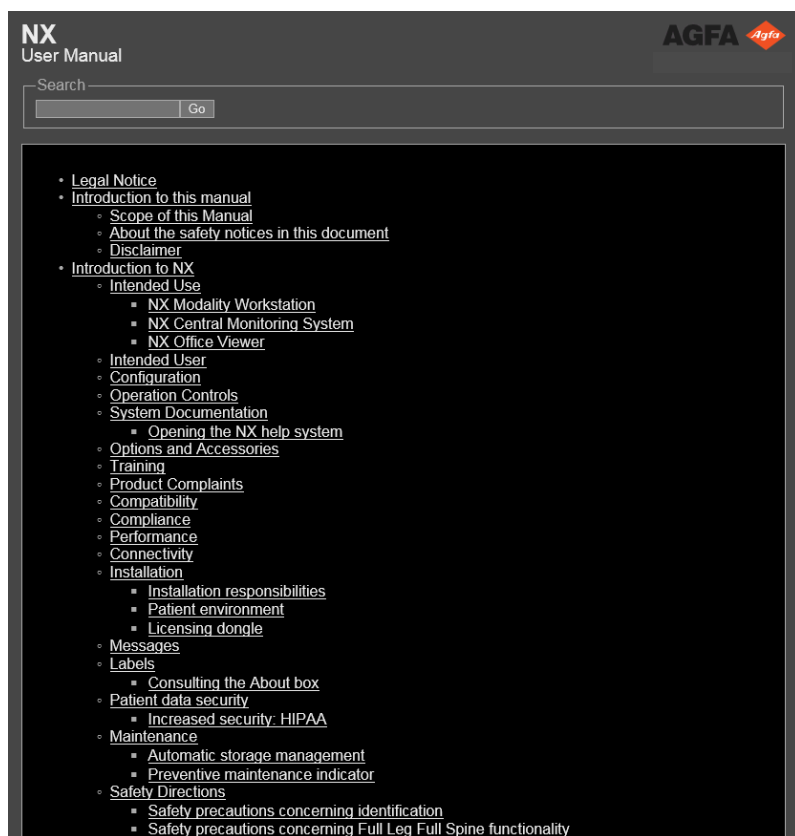 NX
AGFA Agfa
User Manual
Search
Go
Legal Notice
Introduction to this manual
Scope of this Manual
About the safety notices in this document
Disclaimer
Introduction to NX
Intended Use
NX Modality Workstation
NX Central Monitoring System
NX Office Viewer
Intended User
Configuration
Operation Controls
System Documentation
Opening the NX help system
Options and Accessories
Training
Product Complaints
Compatibility
Compliance
Performance
Connectivity
Installation
Installation responsibilities
Patient environment
Licensing dongle
Messages
Labels
Consulting the About box
Patient data security
Increased security: HIPAA
Maintenance
Automatic storage management
Preventive maintenance indicator
Safety Directions
Safety precautions concerning identification
Safety precautions concerning Full Leg Full Spine functionality